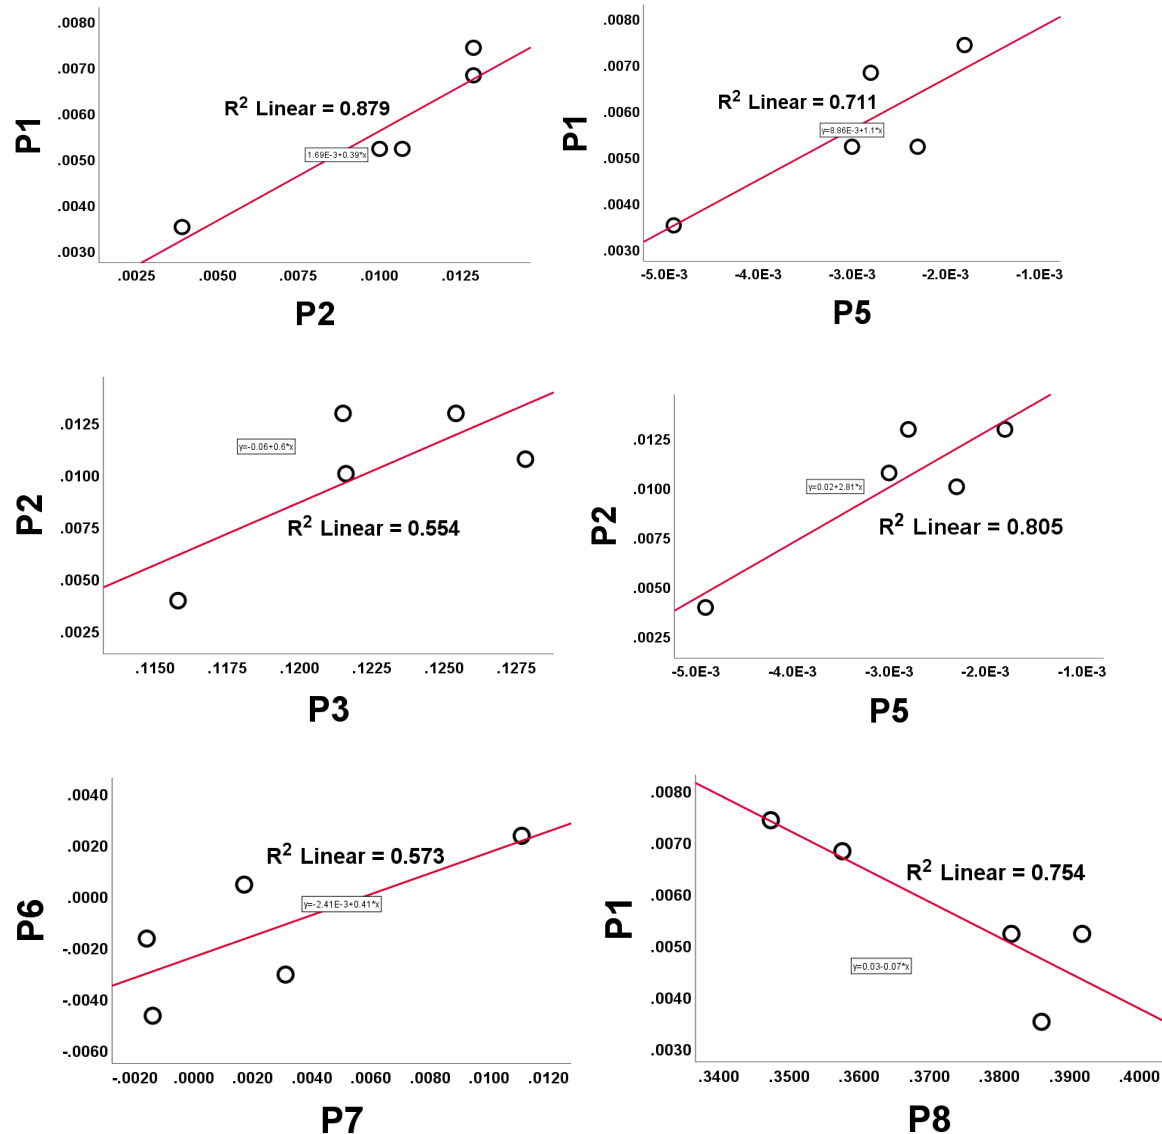 .0080
.0070
.0060
.0050
.0040
.0030
P1
R² Linear = 0.879
1.69E-3+0.39*x
.0025 .0050 .0075 .0100 .0125
P2
.0080
.0070
.0060
.0050
.0040
.0030
P1
R² Linear = 0.711
y=8.86E-3+1.1*x
-5.0E-3 -4.0E-3 -3.0E-3 -2.0E-3 -1.0E-3
P5
.0125
.0100
.0075
.0050
.0025
P2
y=-0.06+0.6*x
R² Linear = 0.554
.1150 .1175 .1200 .1225 .1250 .1275
P3
.0125
.0100
.0075
.0050
.0025
P2
y=0.02+2.81*x
R² Linear = 0.805
-5.0E-3 -4.0E-3 -3.0E-3 -2.0E-3 -1.0E-3
P5
.0040
.0020
.0000
-.0020
-.0040
-.0060
P6
R² Linear = 0.573
y=-2.41E-3+0.41*x
-.0020 .0000 .0020 .0040 .0060 .0080 .0100 .0120
P7
.0080
.0070
.0060
.0050
.0040
.0030
P1
R² Linear = 0.754
y=0.03-0.07*x
.3400 .3500 .3600 .3700 .3800 .3900 .4000
P8